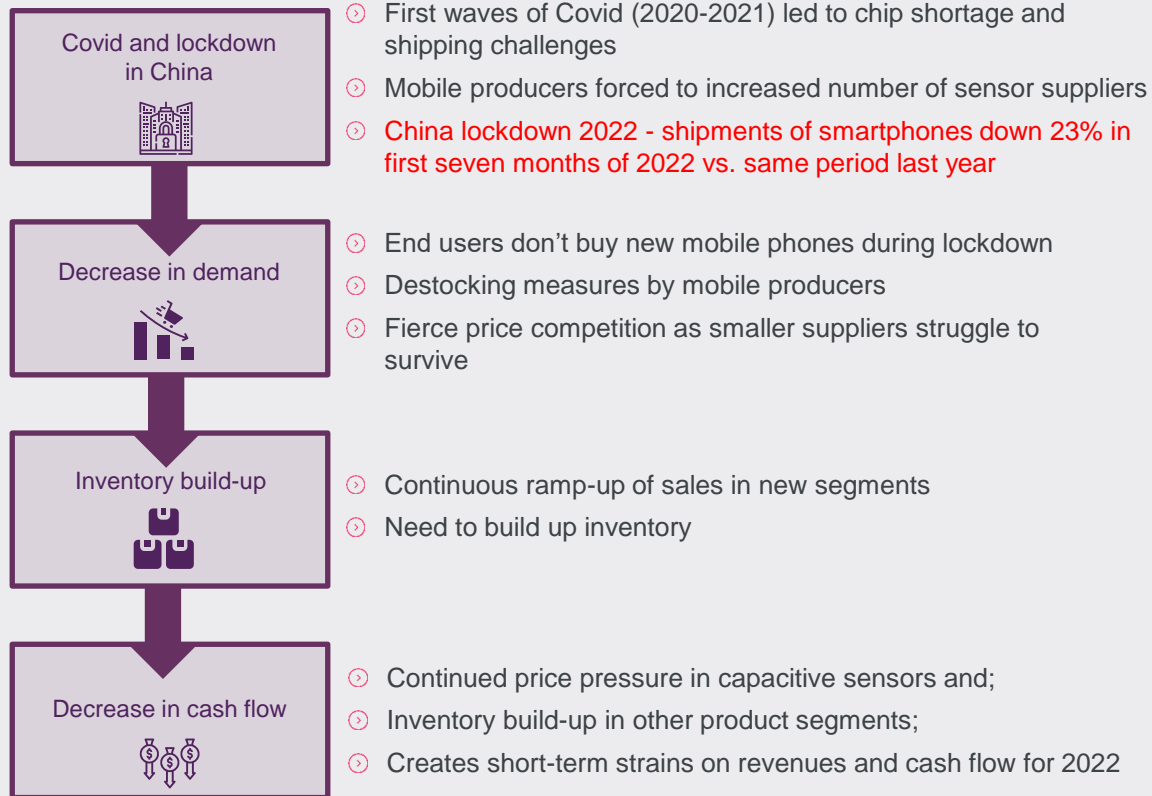 Covid and lockdown
in China
First waves of Covid (2020-2021) led to chip shortage and
shipping challenges
Mobile producers forced to increased number of sensor suppliers
China lockdown 2022 - shipments of smartphones down 23% in
first seven months of 2022 vs. same period last year
Decrease in demand
End users don’t buy new mobile phones during lockdown
Destocking measures by mobile producers
Fierce price competition as smaller suppliers struggle to
survive
Inventory build-up
Continuous ramp-up of sales in new segments
Need to build up inventory
Decrease in cash flow
$ $ $
Continued price pressure in capacitive sensors and;
Inventory build-up in other product segments;
Creates short-term strains on revenues and cash flow for 2022